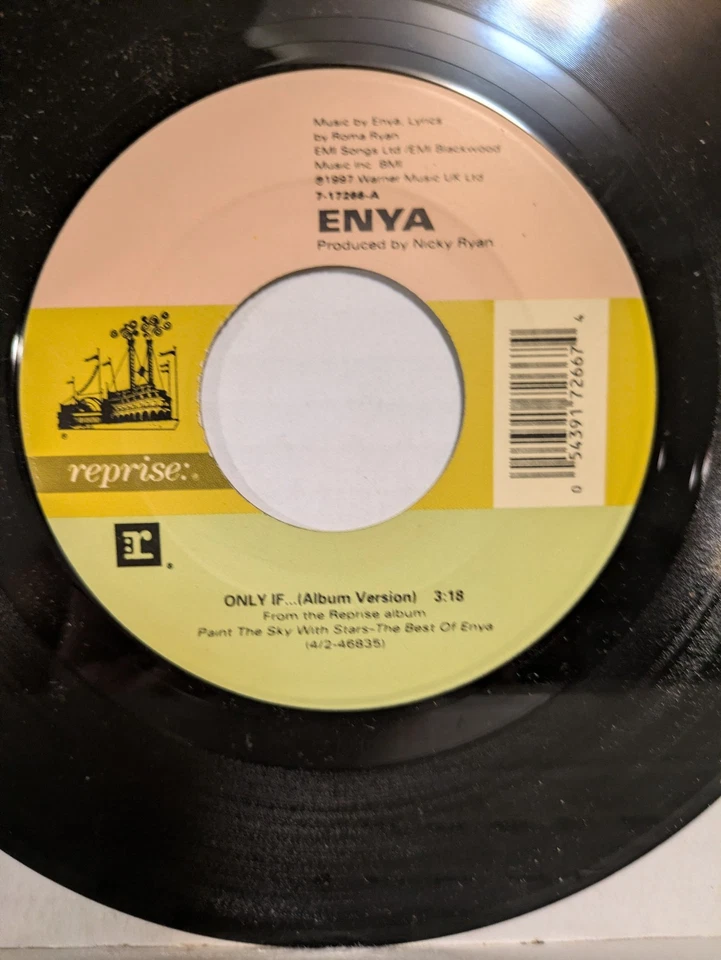 Music by Enya, Lyrics
by Roma Ryan
EMI Songs Ltd /EMI Blackwood
Music Inc. BMI
℗1997 Warner Music UK Ltd
7-17266-A
ENYA
Produced by Nicky Ryan
0 54391 72667 4
®
reprise:®
r®
ONLY IF...(Album Version) 3:18
From the Reprise album
Paint The Sky With Stars-The Best Of Enya
(4/2-46835)